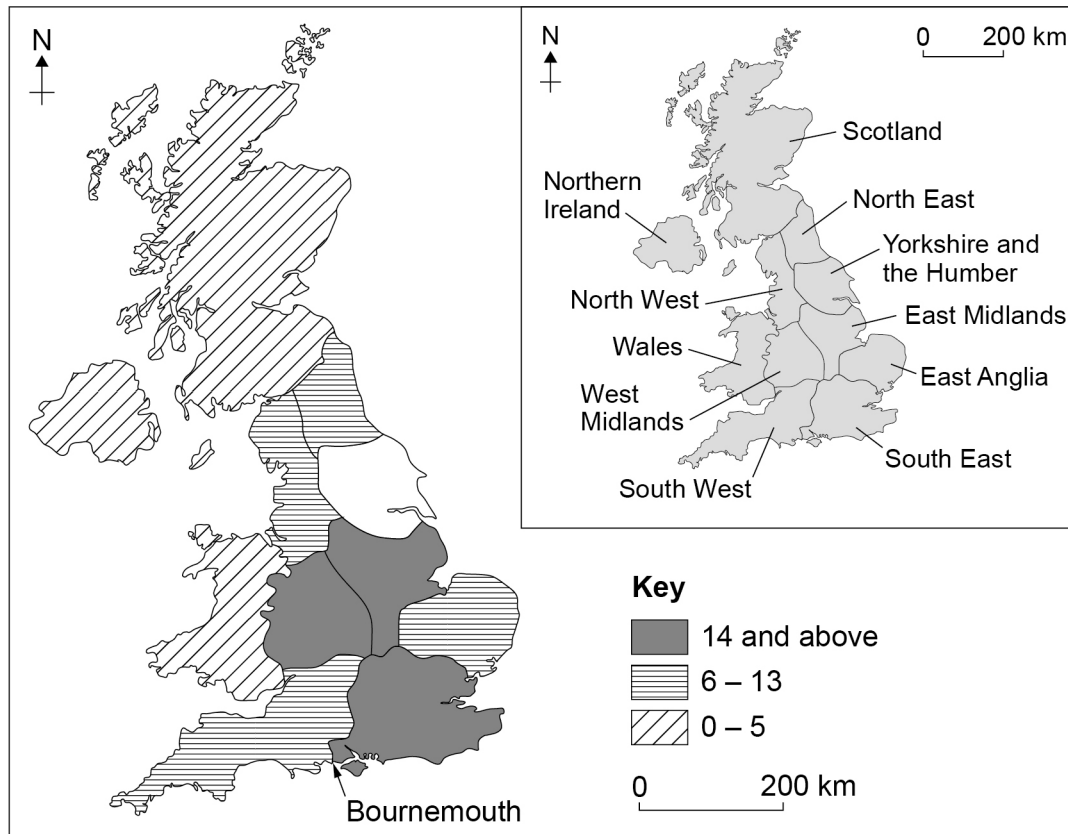 N
Bournemouth
N
0 200 km
Scotland
Northern
Ireland
North East
Yorkshire and
the Humber
North West
East Midlands
Wales
East Anglia
West
Midlands
South East
South West
Key
14 and above
6 – 13
0 – 5
0 200 km